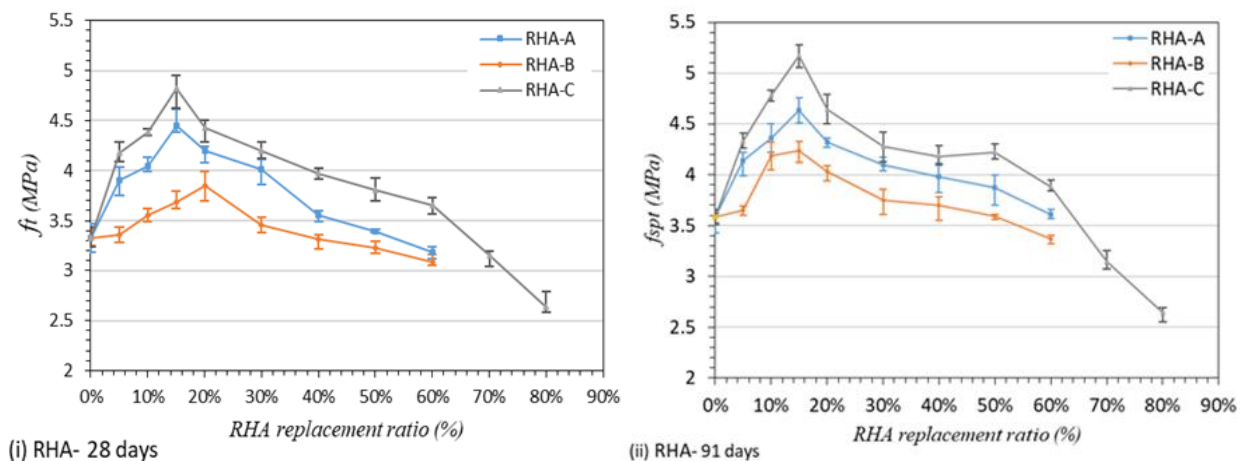 5.5
5
4.5
4
3.5
3
2.5
2
ft (MPa)
RHA-A
RHA-B
RHA-C
0% 10% 20% 30% 40% 50% 60% 70% 80% 90%
RHA replacement ratio (%)
(i) RHA- 28 days
5.5
5
4.5
4
3.5
3
2.5
2
fspt (MPa)
RHA-A
RHA-B
RHA-C
0% 10% 20% 30% 40% 50% 60% 70% 80% 90%
RHA replacement ratio (%)
(ii) RHA- 91 days